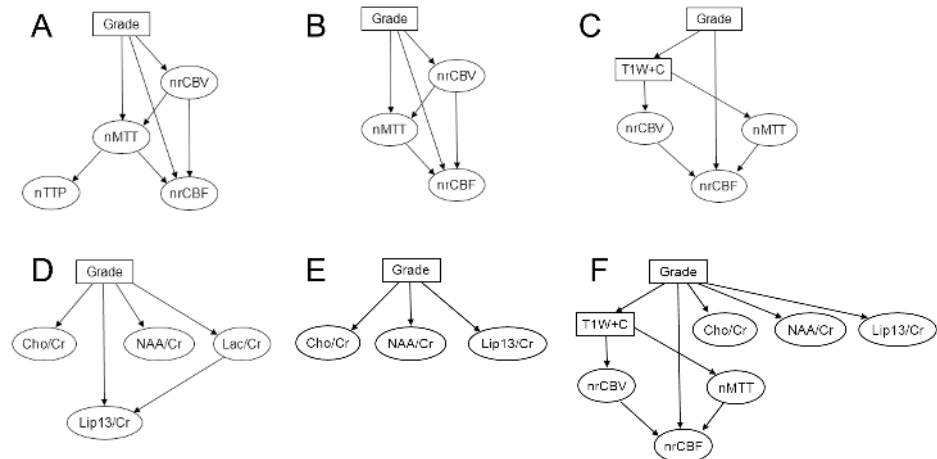 A
Grade
nrCBV
nMTT
nTTP
nrCBF
B
Grade
nrCBV
nMTT
nrCBF
C
Grade
T1W+C
nrCBV
nMTT
nrCBF
D
Grade
Cho/Cr
NAA/Cr
Lac/Cr
Lip13/Cr
E
Grade
Cho/Cr
NAA/Cr
Lip13/Cr
F
Grade
T1W+C
Cho/Cr
NAA/Cr
Lip13/Cr
nrCBV
nMTT
nrCBF